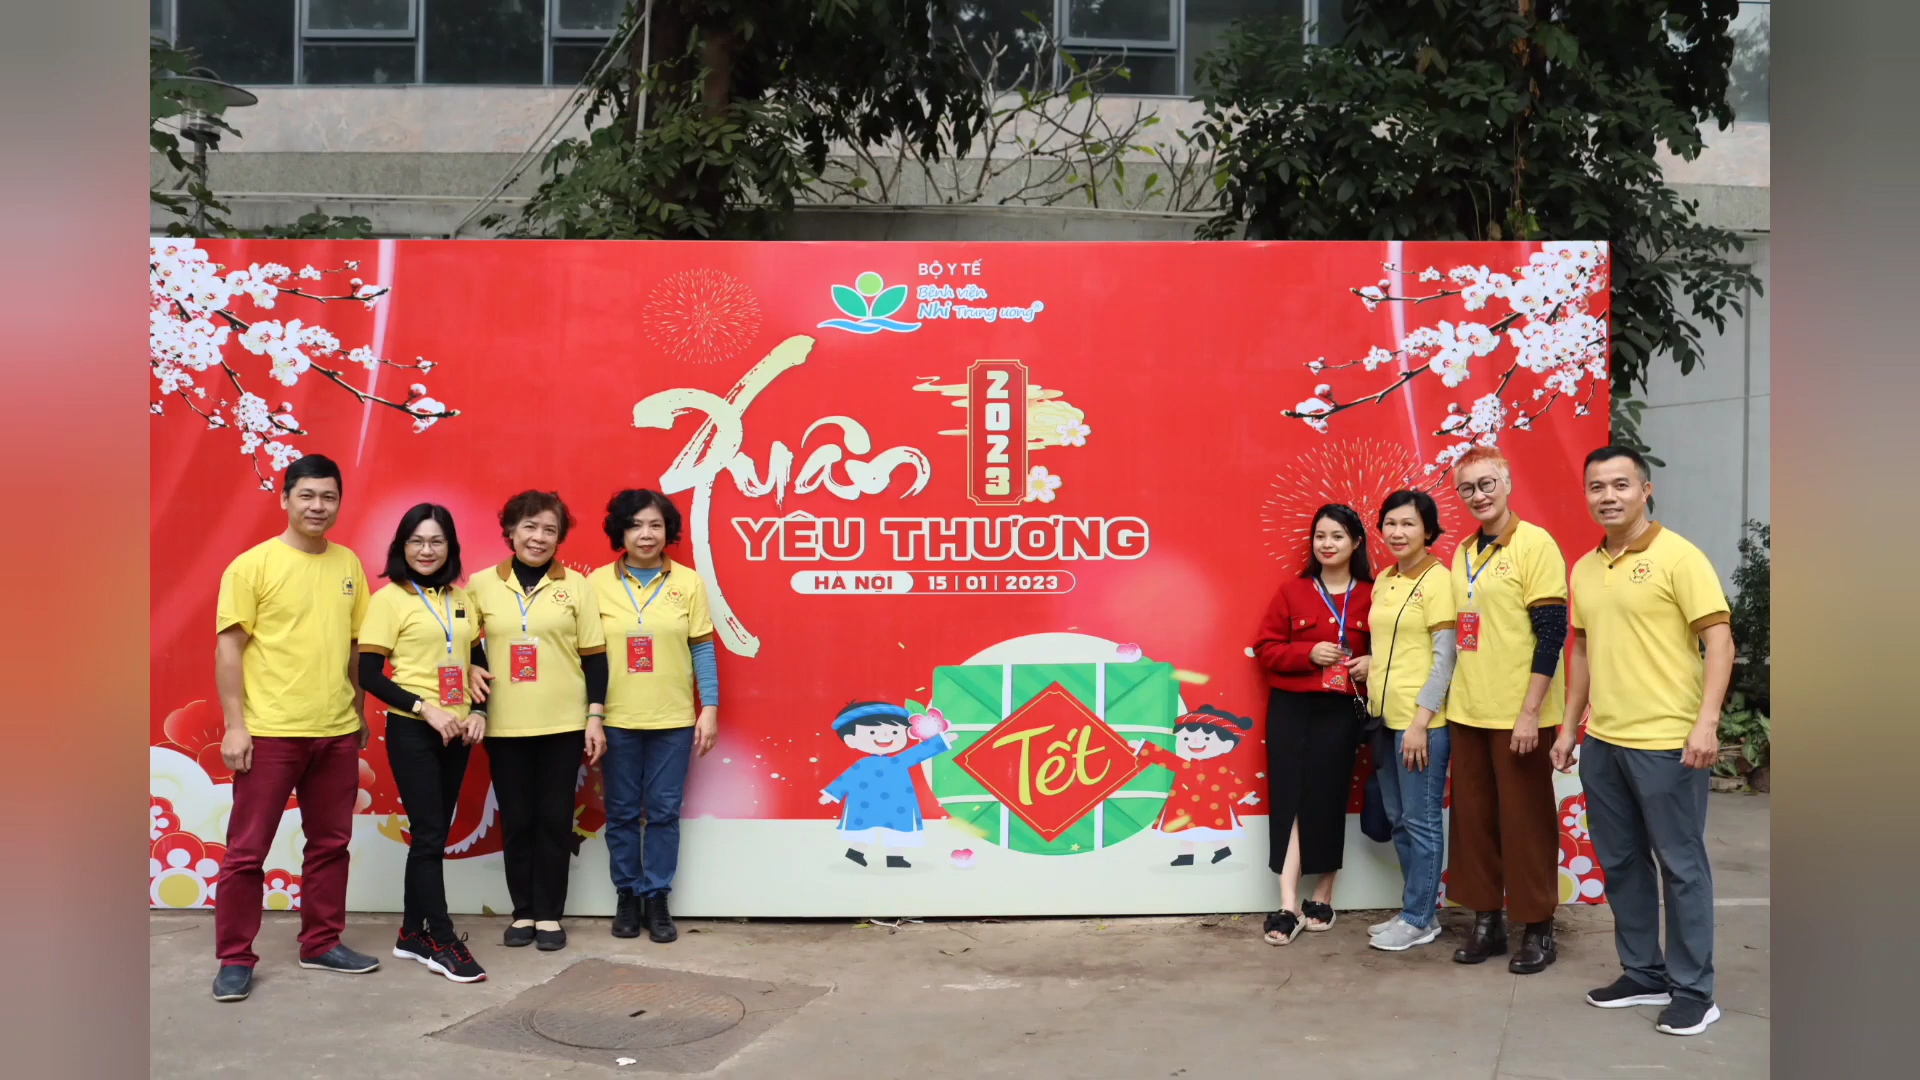 BỘ Y TẾ
Bệnh viện
Nhi Trung ương
Xuân
2023
YÊU THƯƠNG
HÀ NỘI 15 | 01 | 2023
Tết